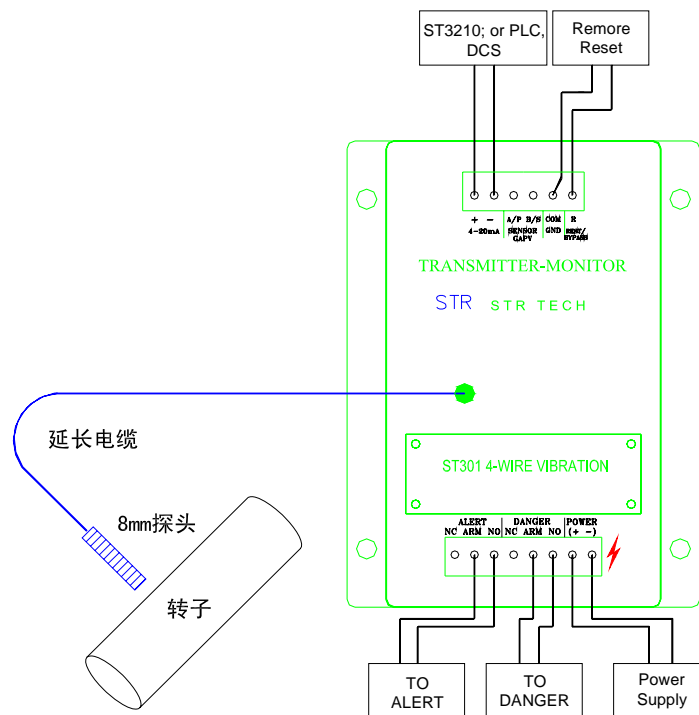 ST3210; or PLC,
DCS
Remore
Reset
+ - A/P B/S COM R
4-20mA SENSOR GND REST/
GAPV BYPASS
TRANSMITTER-MONITOR
STR STR TECH
延长电缆
ST301 4-WIRE VIBRATION
8mm探头
ALERT DANGER POWER
NC ARM NO NC ARM NO (+ -)
转子
TO
ALERT
TO
DANGER
Power
Supply